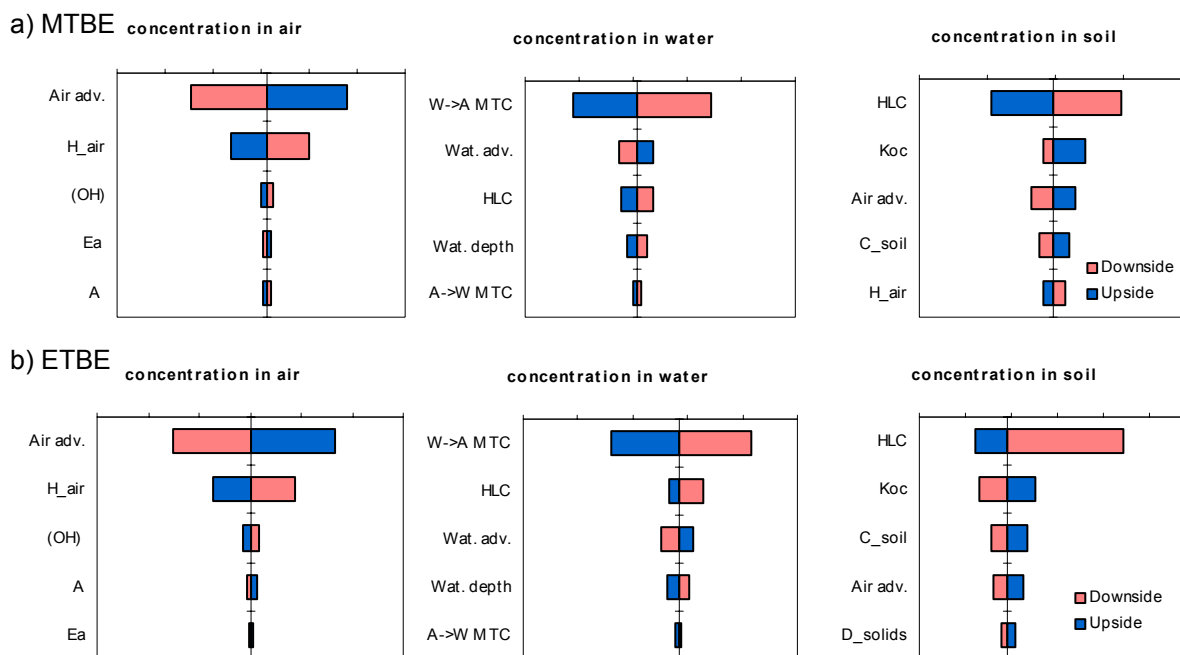 a) MTBE
concentration in air
Air adv.
H_air
(OH)
Ea
A
concentration in water
W->A MTC
Wat. adv.
HLC
Wat. depth
A->W MTC
concentration in soil
HLC
Koc
Air adv.
C_soil
H_air
Downside
Upside
b) ETBE
concentration in air
Air adv.
H_air
(OH)
A
Ea
concentration in water
W->A MTC
HLC
Wat. adv.
Wat. depth
A->W MTC
concentration in soil
HLC
Koc
C_soil
Air adv.
D_solids
Downside
Upside